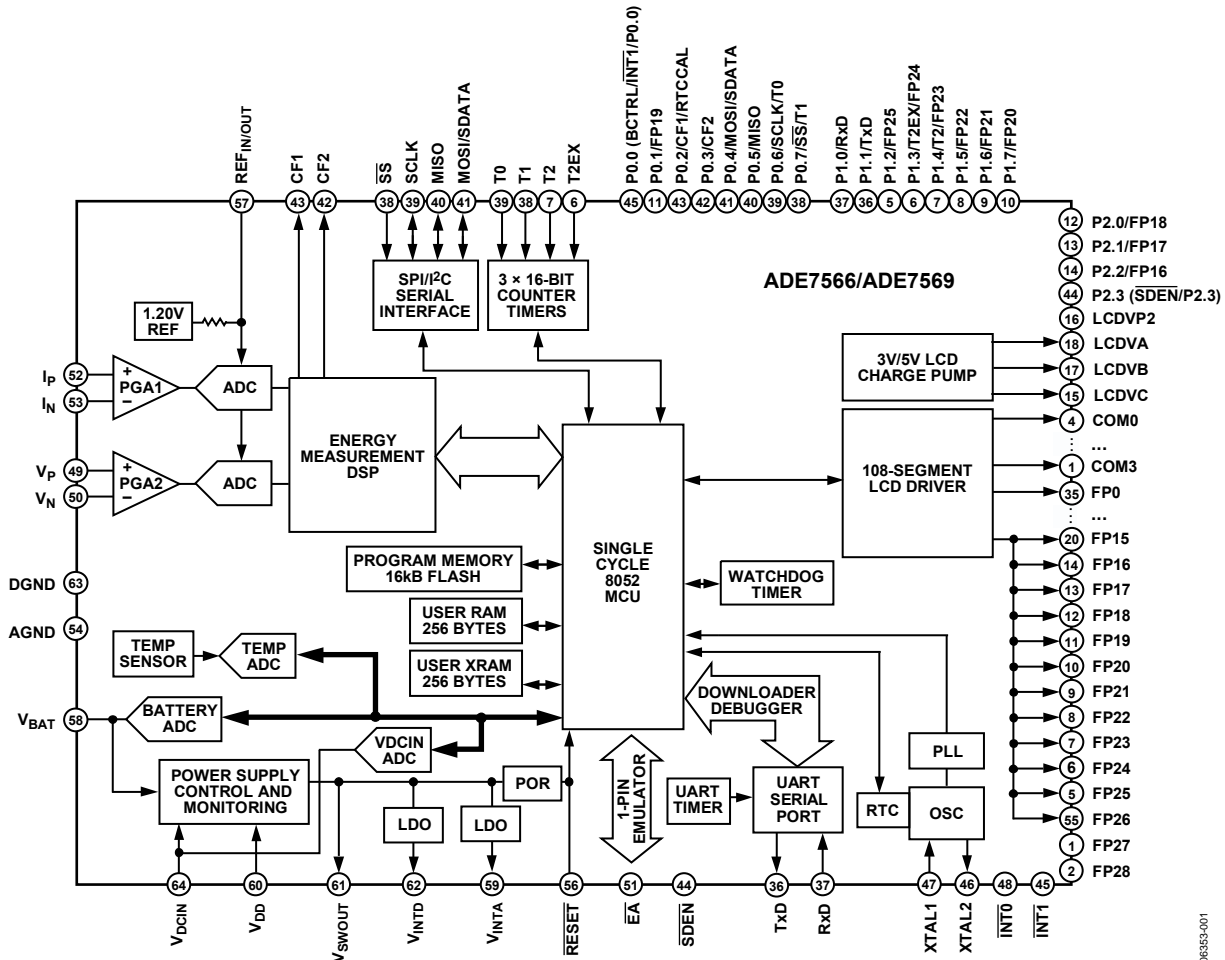 REF IN/OUT
CF1
CF2
SS
SCLK
MISO
MOSI/SDATA
T0
T1
T2
T2EX
P0.0 (BCTRL/INT1/P0.0)
P0.1/FP19
P0.2/CF1/RTCCAL
P0.3/CF2
P0.4/MOSI/SDATA
P0.5/MISO
P0.6/SCLK/T0
P0.7/SS/T1
P1.0/RxD
P1.1/TxD
P1.2/FP25
P1.3/T2EX/FP24
P1.4/T2/FP23
P1.5/FP22
P1.6/FP21
P1.7/FP20
57
43
42
38
39
40
41
39
38
7
6
45
11
43
42
41
40
39
38
37
36
5
6
7
8
9
10
12 P2.0/FP18
13 P2.1/FP17
14 P2.2/FP16
44 P2.3 (SDEN/P2.3)
16 LCDVP2
18 LCDVA
17 LCDVB
15 LCDVC
4 COM0
...
1 COM3
35 FP0
...
20 FP15
14 FP16
13 FP17
12 FP18
11 FP19
10 FP20
9 FP21
8 FP22
7 FP23
6 FP24
5 FP25
55 FP26
1 FP27
2 FP28
ADE7566/ADE7569
SPI/I2C
SERIAL
INTERFACE
3 × 16-BIT
COUNTER
TIMERS
1.20V
REF
3V/5V LCD
CHARGE PUMP
IP 52
IN 53
+
PGA1
−
ADC
VP 49
VN 50
+
PGA2
−
ADC
ENERGY
MEASUREMENT
DSP
108-SEGMENT
LCD DRIVER
SINGLE
CYCLE
8052
MCU
PROGRAM MEMORY
16kB FLASH
WATCHDOG
TIMER
USER RAM
256 BYTES
USER XRAM
256 BYTES
DGND 63
AGND 54
TEMP
SENSOR
TEMP
ADC
VBAT 58
BATTERY
ADC
VDCIN
ADC
DOWNLOADER
DEBUGGER
POWER SUPPLY
CONTROL AND
MONITORING
POR
LDO
LDO
1-PIN
EMULATOR
UART
TIMER
UART
SERIAL
PORT
PLL
RTC
OSC
64
60
61
62
59
56
51
44
36
37
47
46
48
45
VDCIN
VDD
VSWOUT
VINTD
VINTA
RESET
EA
SDEN
TxD
RxD
XTAL1
XTAL2
INT0
INT1
06353-001